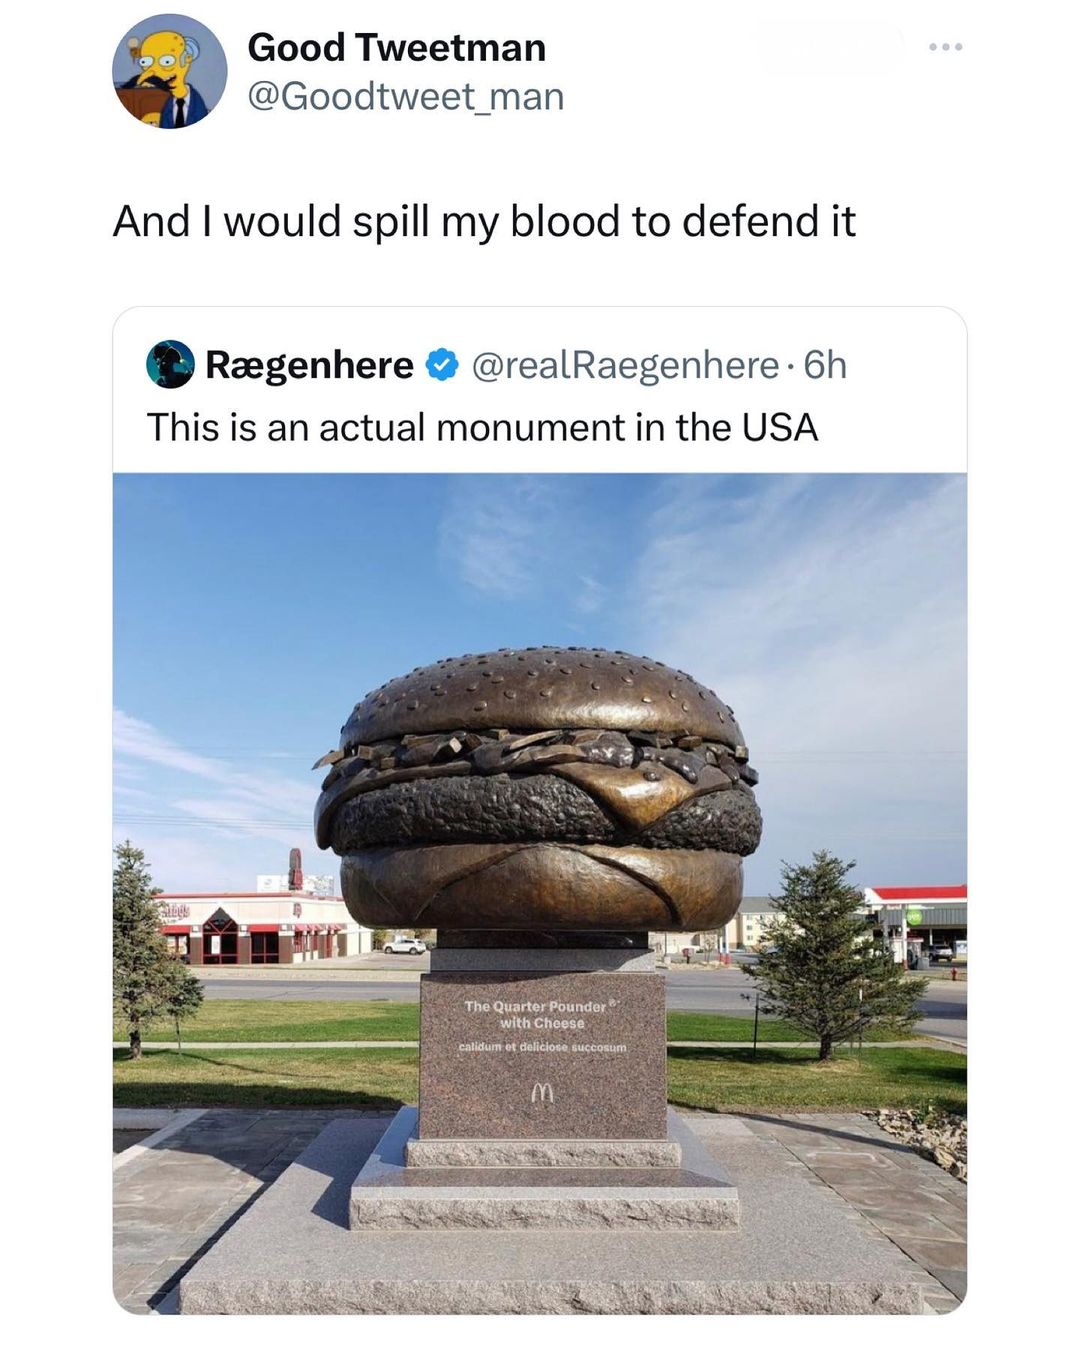 Good Tweetman
@Goodtweet_man
And I would spill my blood to defend it
Rægenhere @realRaegenhere · 6h
This is an actual monument in the USA
Arby's
The Quarter Pounder®
with Cheese
calidum et deliciose succosum